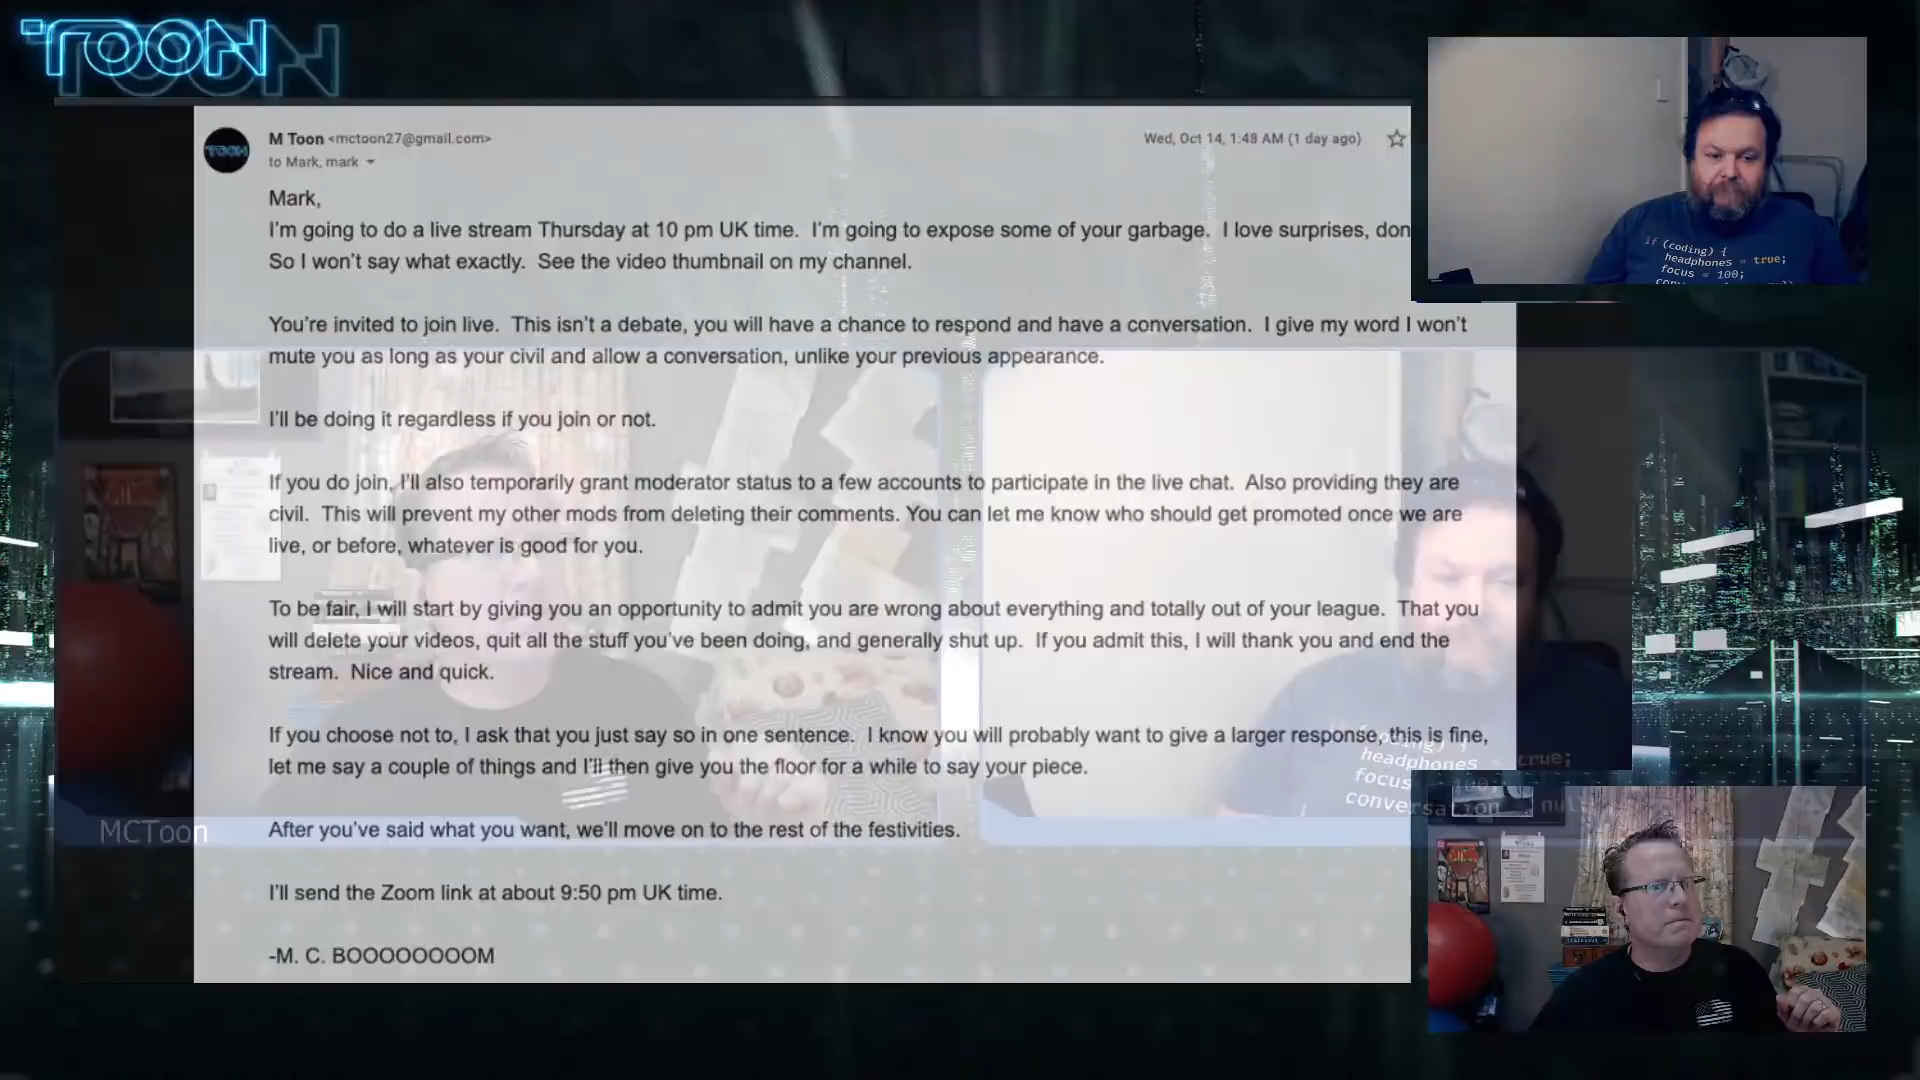 TOON
TOON
M Toon <mctoon27@gmail.com>
Wed, Oct 14, 1:48 AM (1 day ago)
to Mark, mark
Mark,
I'm going to do a live stream Thursday at 10 pm UK time. I'm going to expose some of your garbage. I love surprises, don
So I won't say what exactly. See the video thumbnail on my channel.
You're invited to join live. This isn't a debate, you will have a chance to respond and have a conversation. I give my word I won't
mute you as long as your civil and allow a conversation, unlike your previous appearance.
I'll be doing it regardless if you join or not.
If you do join, I'll also temporarily grant moderator status to a few accounts to participate in the live chat. Also providing they are
civil. This will prevent my other mods from deleting their comments. You can let me know who should get promoted once we are
live, or before, whatever is good for you.
To be fair, I will start by giving you an opportunity to admit you are wrong about everything and totally out of your league. That you
will delete your videos, quit all the stuff you've been doing, and generally shut up. If you admit this, I will thank you and end the
stream. Nice and quick.
If you choose not to, I ask that you just say so in one sentence. I know you will probably want to give a larger response, this is fine,
let me say a couple of things and I'll then give you the floor for a while to say your piece.
After you've said what you want, we'll move on to the rest of the festivities.
I'll send the Zoom link at about 9:50 pm UK time.
-M. C. BOOOOOOOOM
MCToon
if (coding) {
headphones = true;
focus = 100;
headphones = true;
focus 100;
conversation null